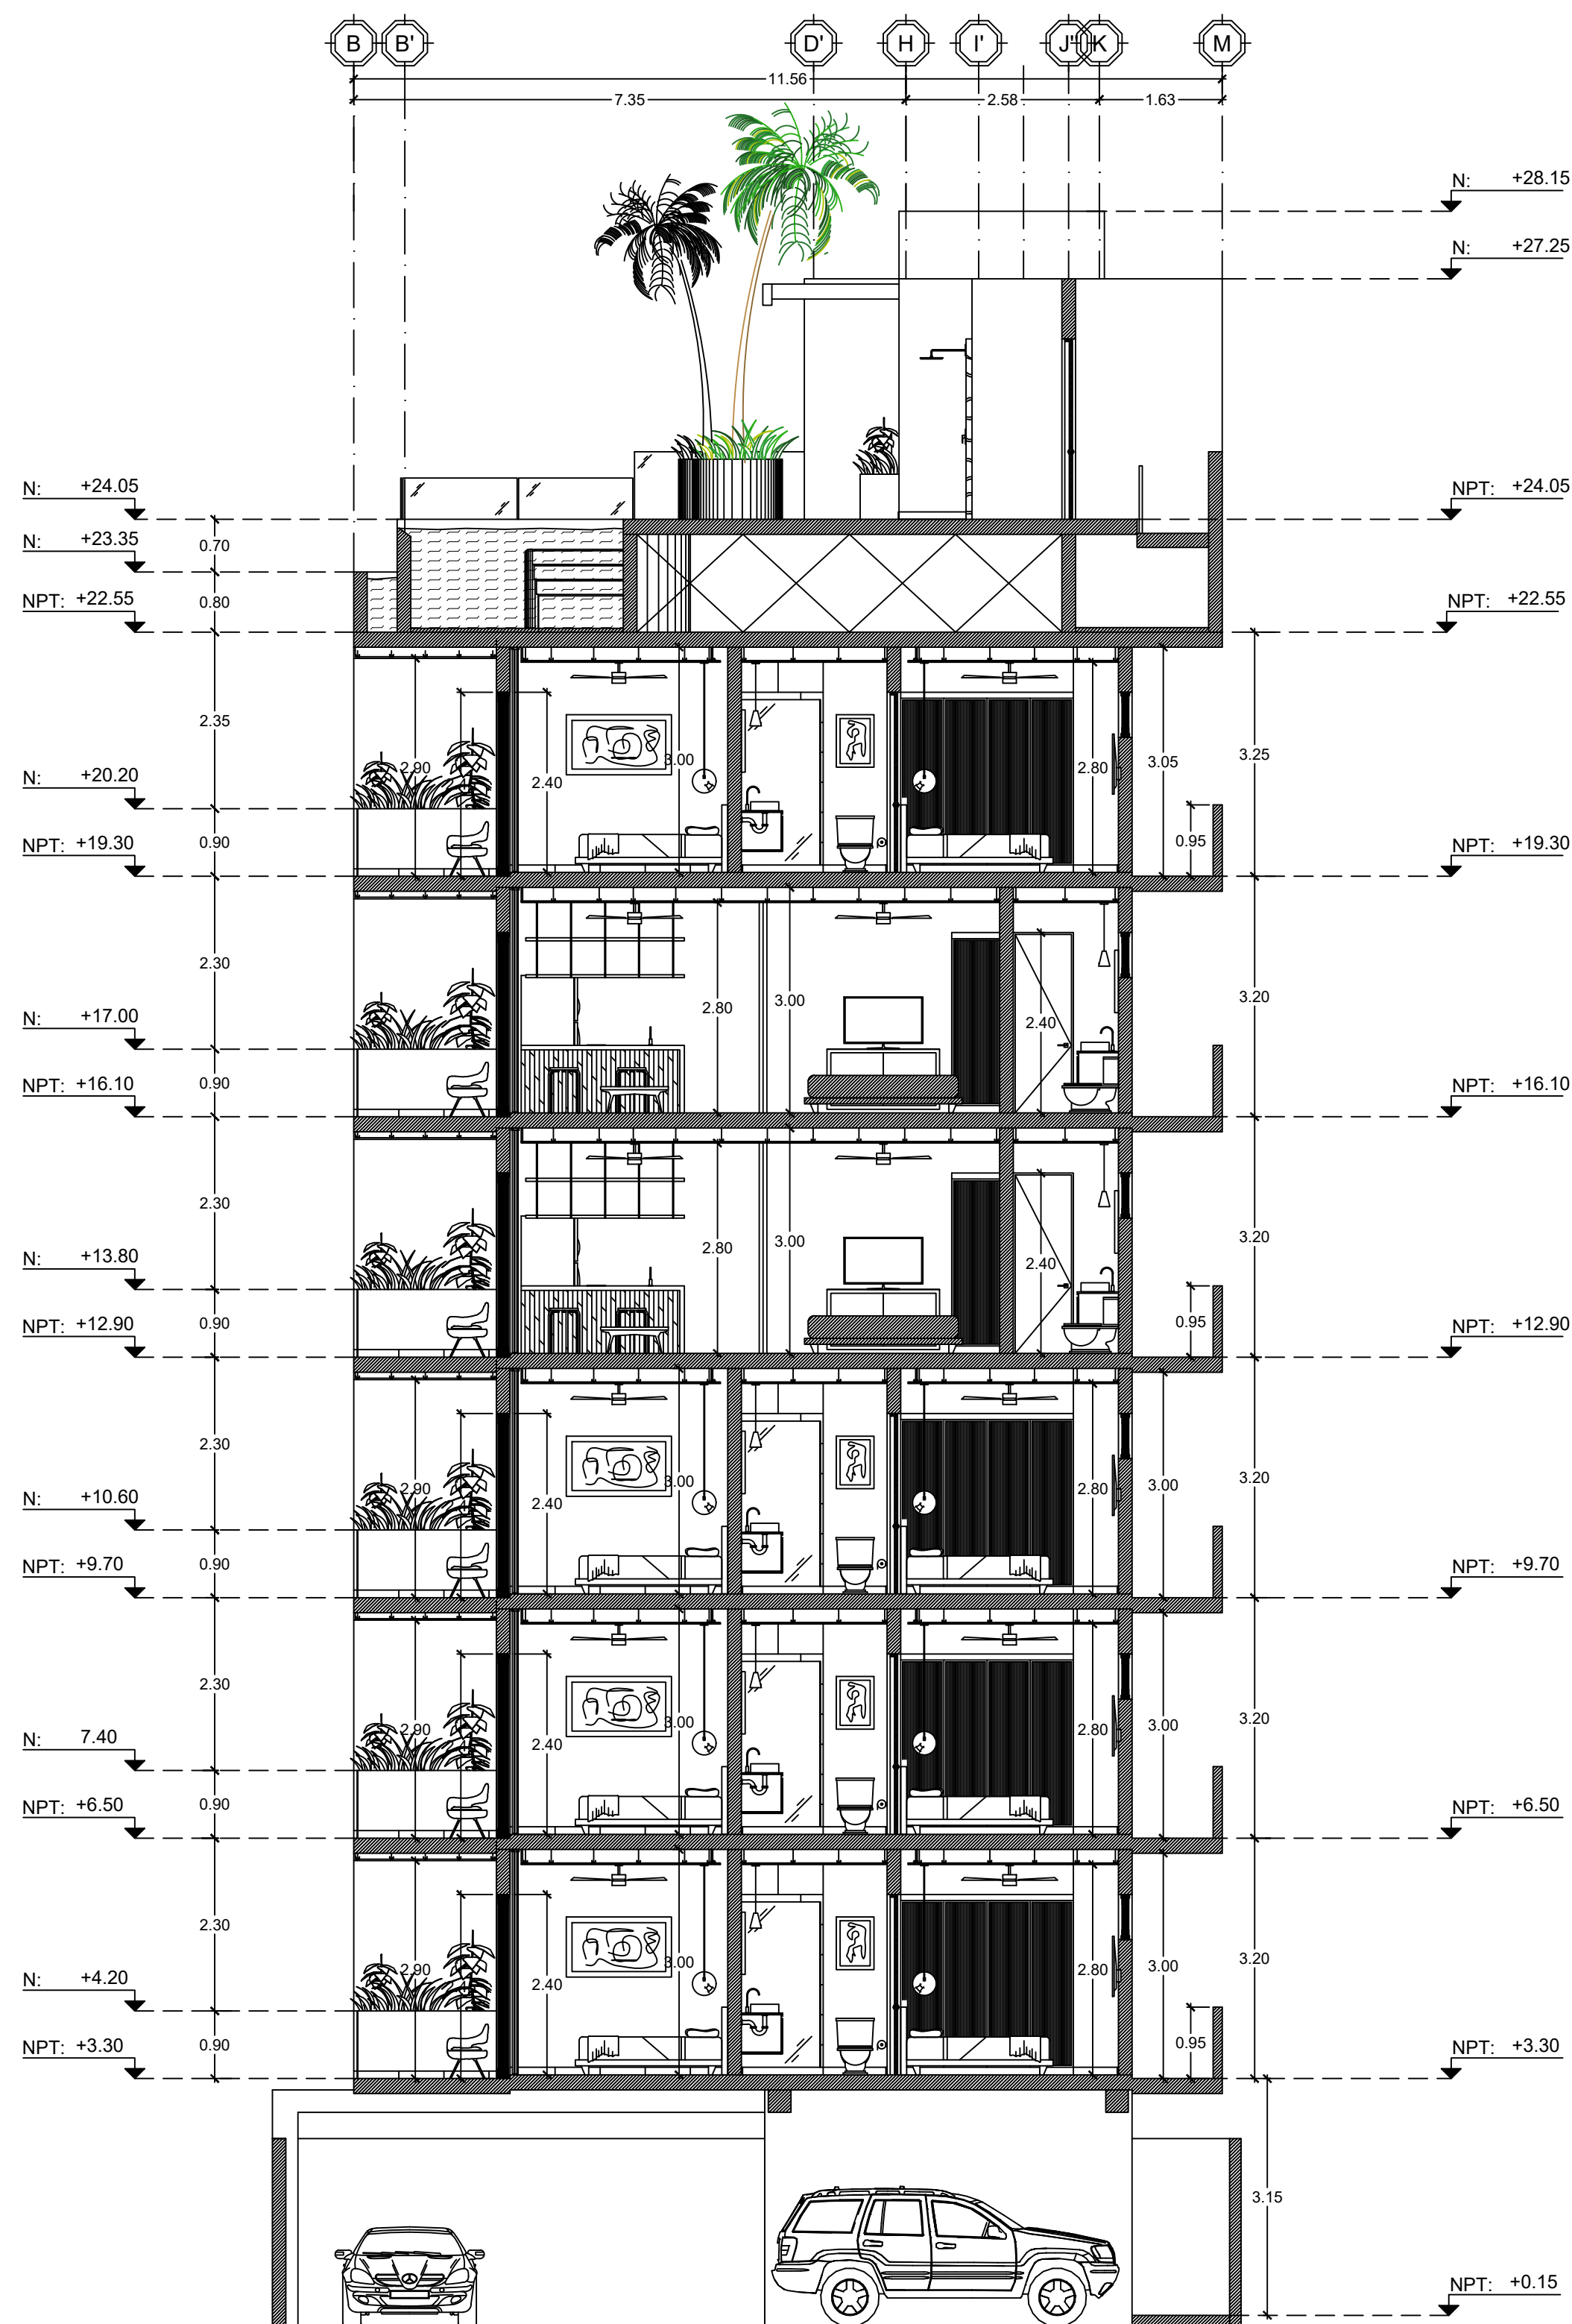 B B' D' H I' J' K M
11.56
7.35 2.58 1.63
N: +28.15
N: +27.25
N: +24.05 NPT: +24.05
N: +23.35 0.70
NPT: +22.55 0.80 NPT: +22.55
2.35 2.90 2.40 3.00 2.80 3.05 3.25
N: +20.20
NPT: +19.30 0.90 0.95 NPT: +19.30
2.30 2.80 3.00 2.40 3.20
N: +17.00
NPT: +16.10 0.90 NPT: +16.10
2.30 2.80 3.00 2.40 3.20
N: +13.80
NPT: +12.90 0.90 0.95 NPT: +12.90
2.30 2.90 2.40 3.00 2.80 3.00 3.20
N: +10.60
NPT: +9.70 0.90 NPT: +9.70
2.30 2.90 2.40 3.00 2.80 3.00 3.20
N: 7.40
NPT: +6.50 0.90 NPT: +6.50
2.30 2.90 2.40 3.00 2.80 3.00 3.20
N: +4.20
NPT: +3.30 0.90 0.95 NPT: +3.30
3.15
NPT: +0.15